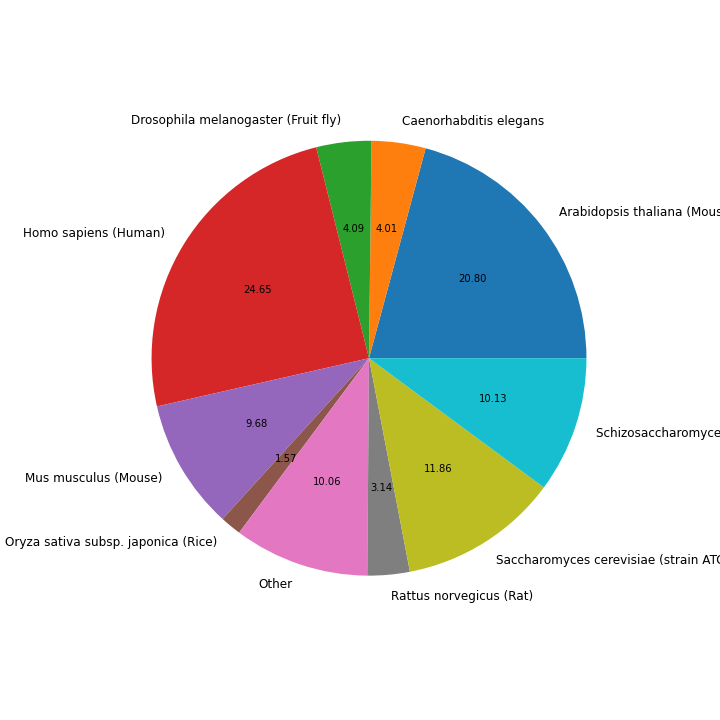 Drosophila melanogaster (Fruit fly)
Caenorhabditis elegans
Arabidopsis thaliana (Mous
Homo sapiens (Human)
4.09
4.01
20.80
24.65
10.13
9.68
11.86
1.57
10.06
3.14
Schizosaccharomyce
Mus musculus (Mouse)
Oryza sativa subsp. japonica (Rice)
Saccharomyces cerevisiae (strain ATC
Other
Rattus norvegicus (Rat)